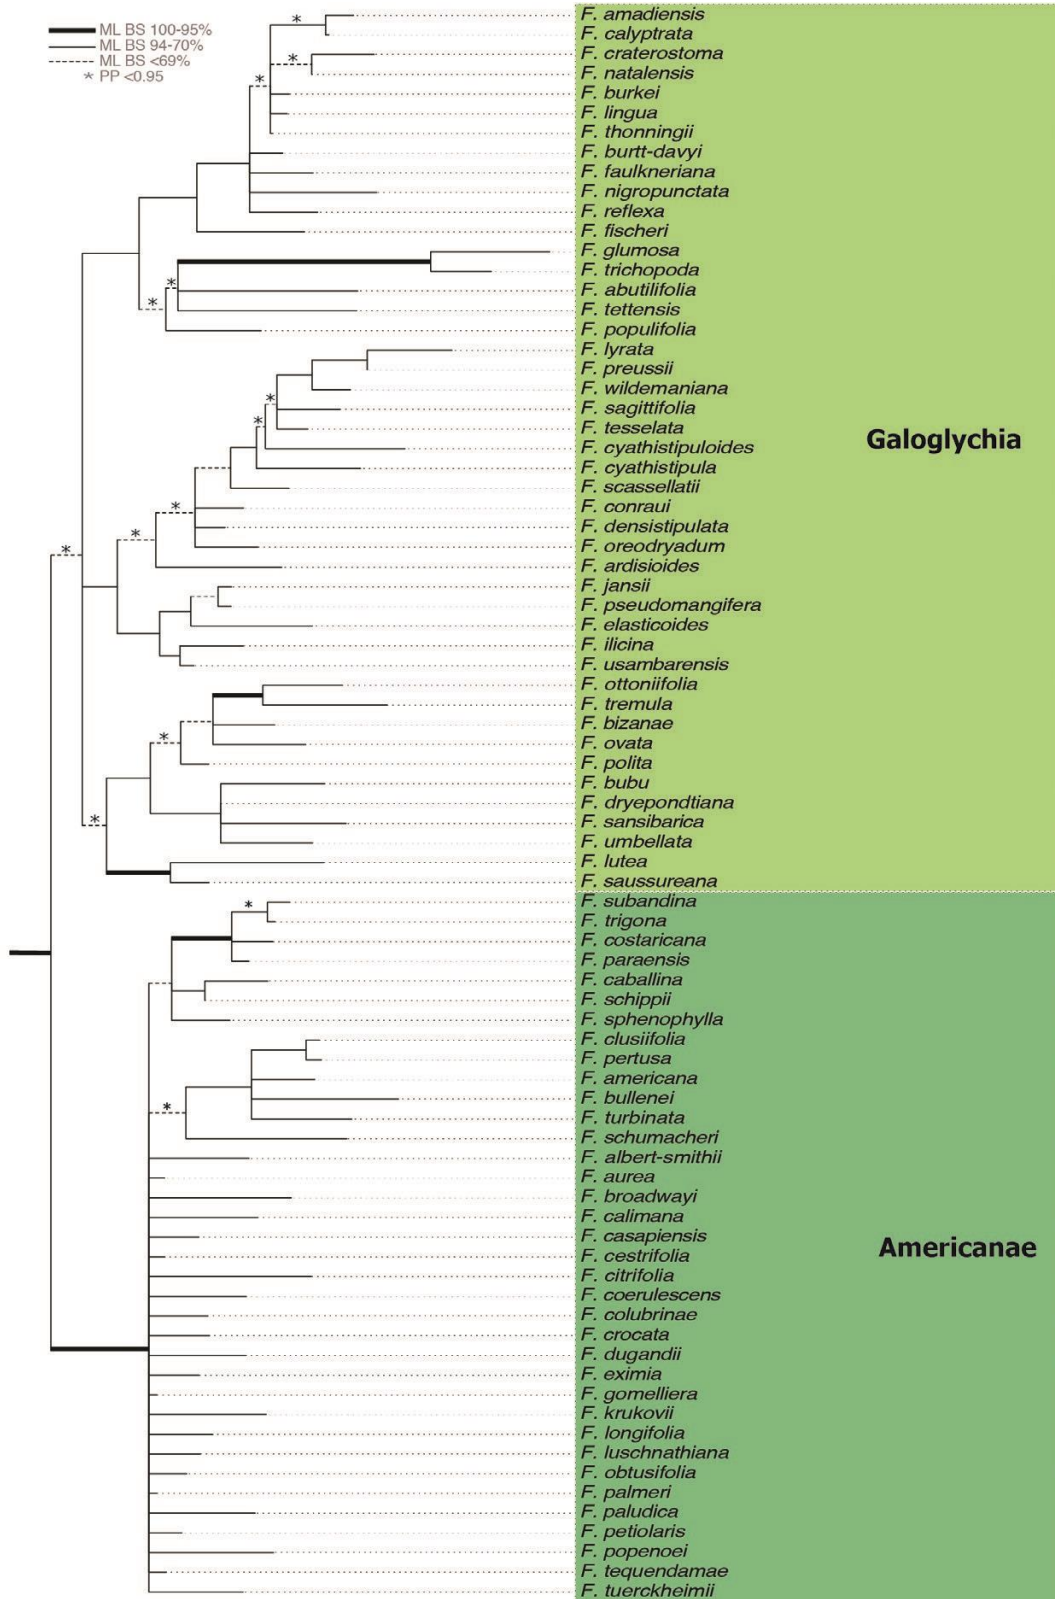 ML BS 100-95%
ML BS 94-70%
ML BS <69%
* PP <0.95
F. amadiensis
F. calyptrata
F. craterostoma
F. natalensis
F. burkei
F. lingua
F. thonningii
F. burtt-davyi
F. faulkneriana
F. nigropunctata
F. reflexa
F. fischeri
F. glumosa
F. trichopoda
F. abutilifolia
F. tettensis
F. populifolia
F. lyrata
F. preussii
F. wildemaniana
F. sagittifolia
F. tesselata
F. cyathistipuloides
F. cyathistipula
F. scassellatii
F. conraui
F. densistipulata
F. oreodryadum
F. ardisioides
F. jansii
F. pseudomangifera
F. elasticoides
F. ilicina
F. usambarensis
F. ottoniifolia
F. tremula
F. bizanae
F. ovata
F. polita
F. bubu
F. dryepondtiana
F. sansibarica
F. umbellata
F. lutea
F. saussureana
Galoglychia
F. subandina
F. trigona
F. costaricana
F. paraensis
F. caballina
F. schippii
F. sphenophylla
F. clusiifolia
F. pertusa
F. americana
F. bullenei
F. turbinata
F. schumacheri
F. albert-smithii
F. aurea
F. broadwayi
F. calimana
F. casapiensis
F. cestrifolia
F. citrifolia
F. coerulescens
F. colubrinae
F. crocata
F. dugandii
F. eximia
F. gomelliera
F. krukovii
F. longifolia
F. luschnathiana
F. obtusifolia
F. palmeri
F. paludica
F. petiolaris
F. popenoei
F. tequendamae
F. tuerckheimii
Americanae